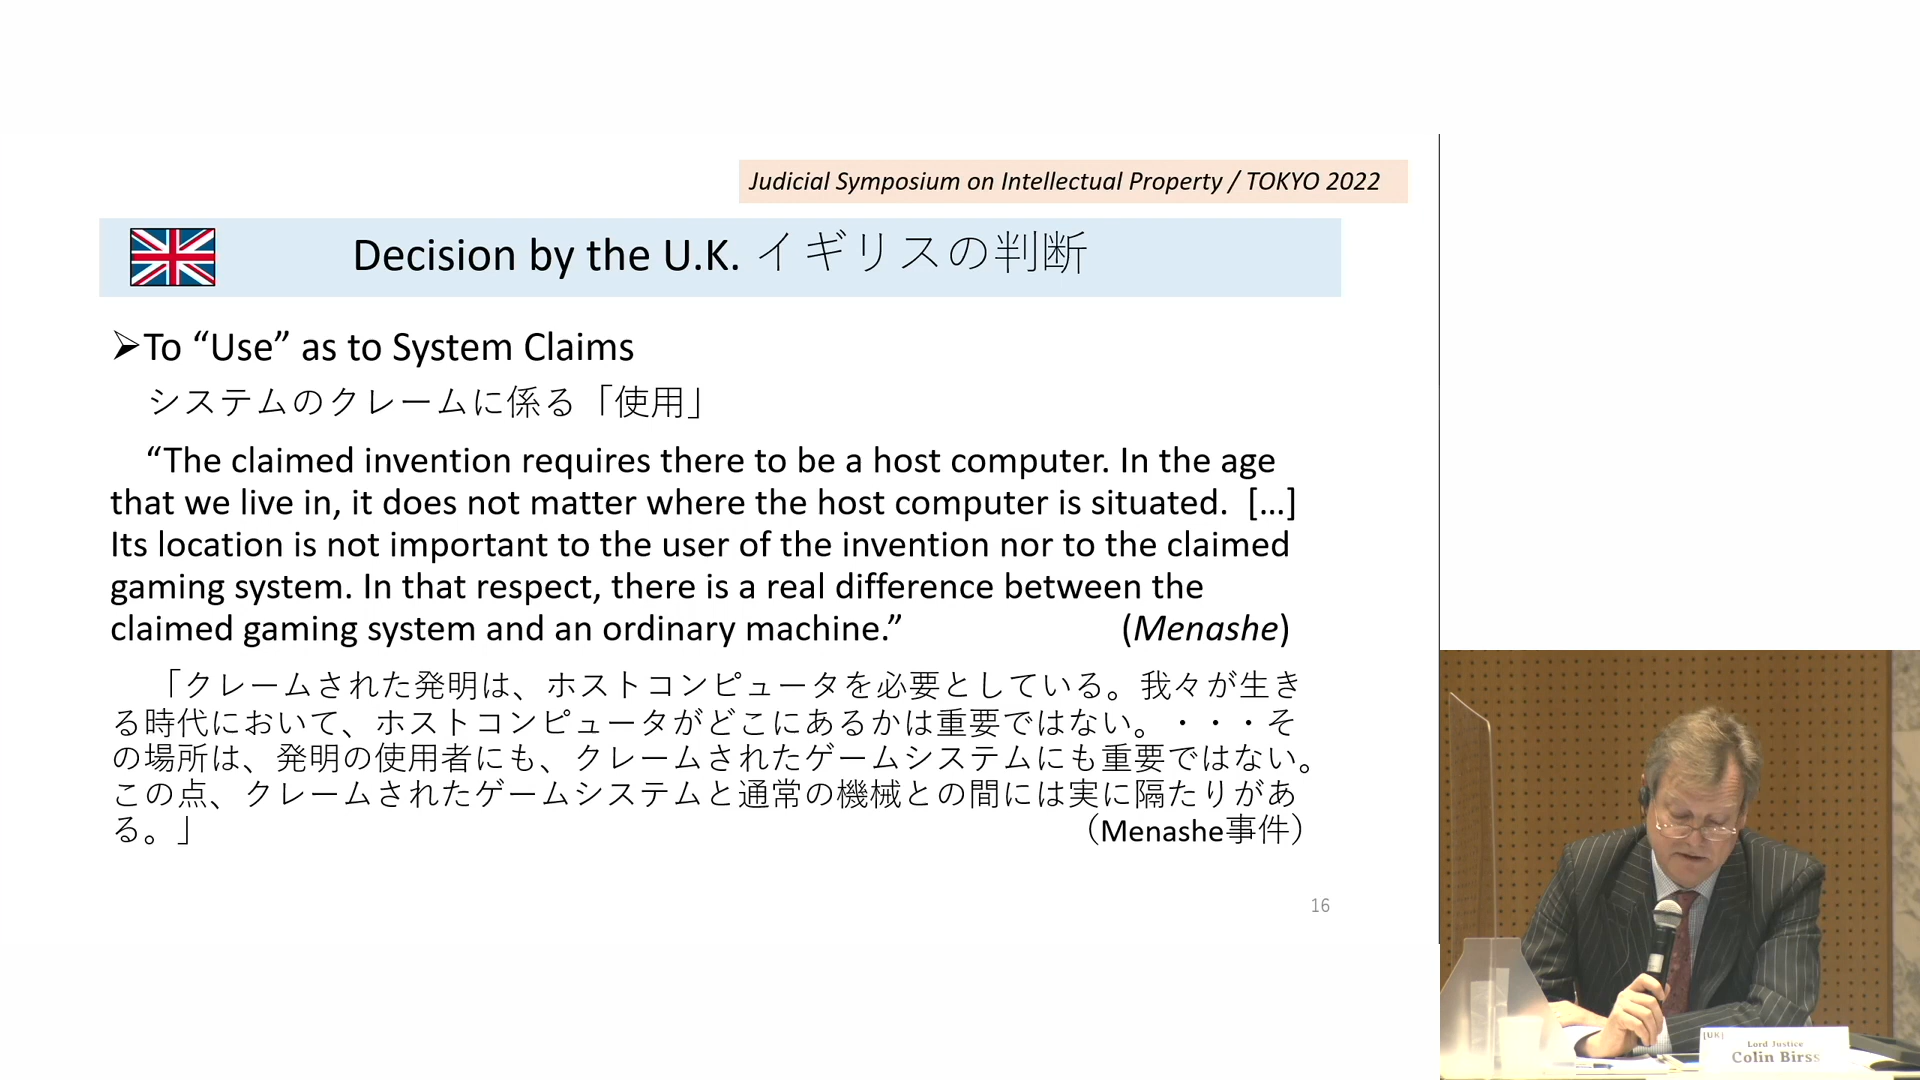 Judicial Symposium on Intellectual Property / TOKYO 2022
Decision by the U.K. イギリスの判断
➢To “Use” as to System Claims
システムのクレームに係る「使用」
“The claimed invention requires there to be a host computer. In the age
that we live in, it does not matter where the host computer is situated. […]
Its location is not important to the user of the invention nor to the claimed
gaming system. In that respect, there is a real difference between the
claimed gaming system and an ordinary machine.” (Menashe)
「クレームされた発明は、ホストコンピュータを必要としている。我々が生き
る時代において、ホストコンピュータがどこにあるかは重要ではない。・・・そ
の場所は、発明の使用者にも、クレームされたゲームシステムにも重要ではない。
この点、クレームされたゲームシステムと通常の機械との間には実に隔たりがあ
る。」 （Menashe事件）
16
[UK]
Lord Justice
Colin Birss